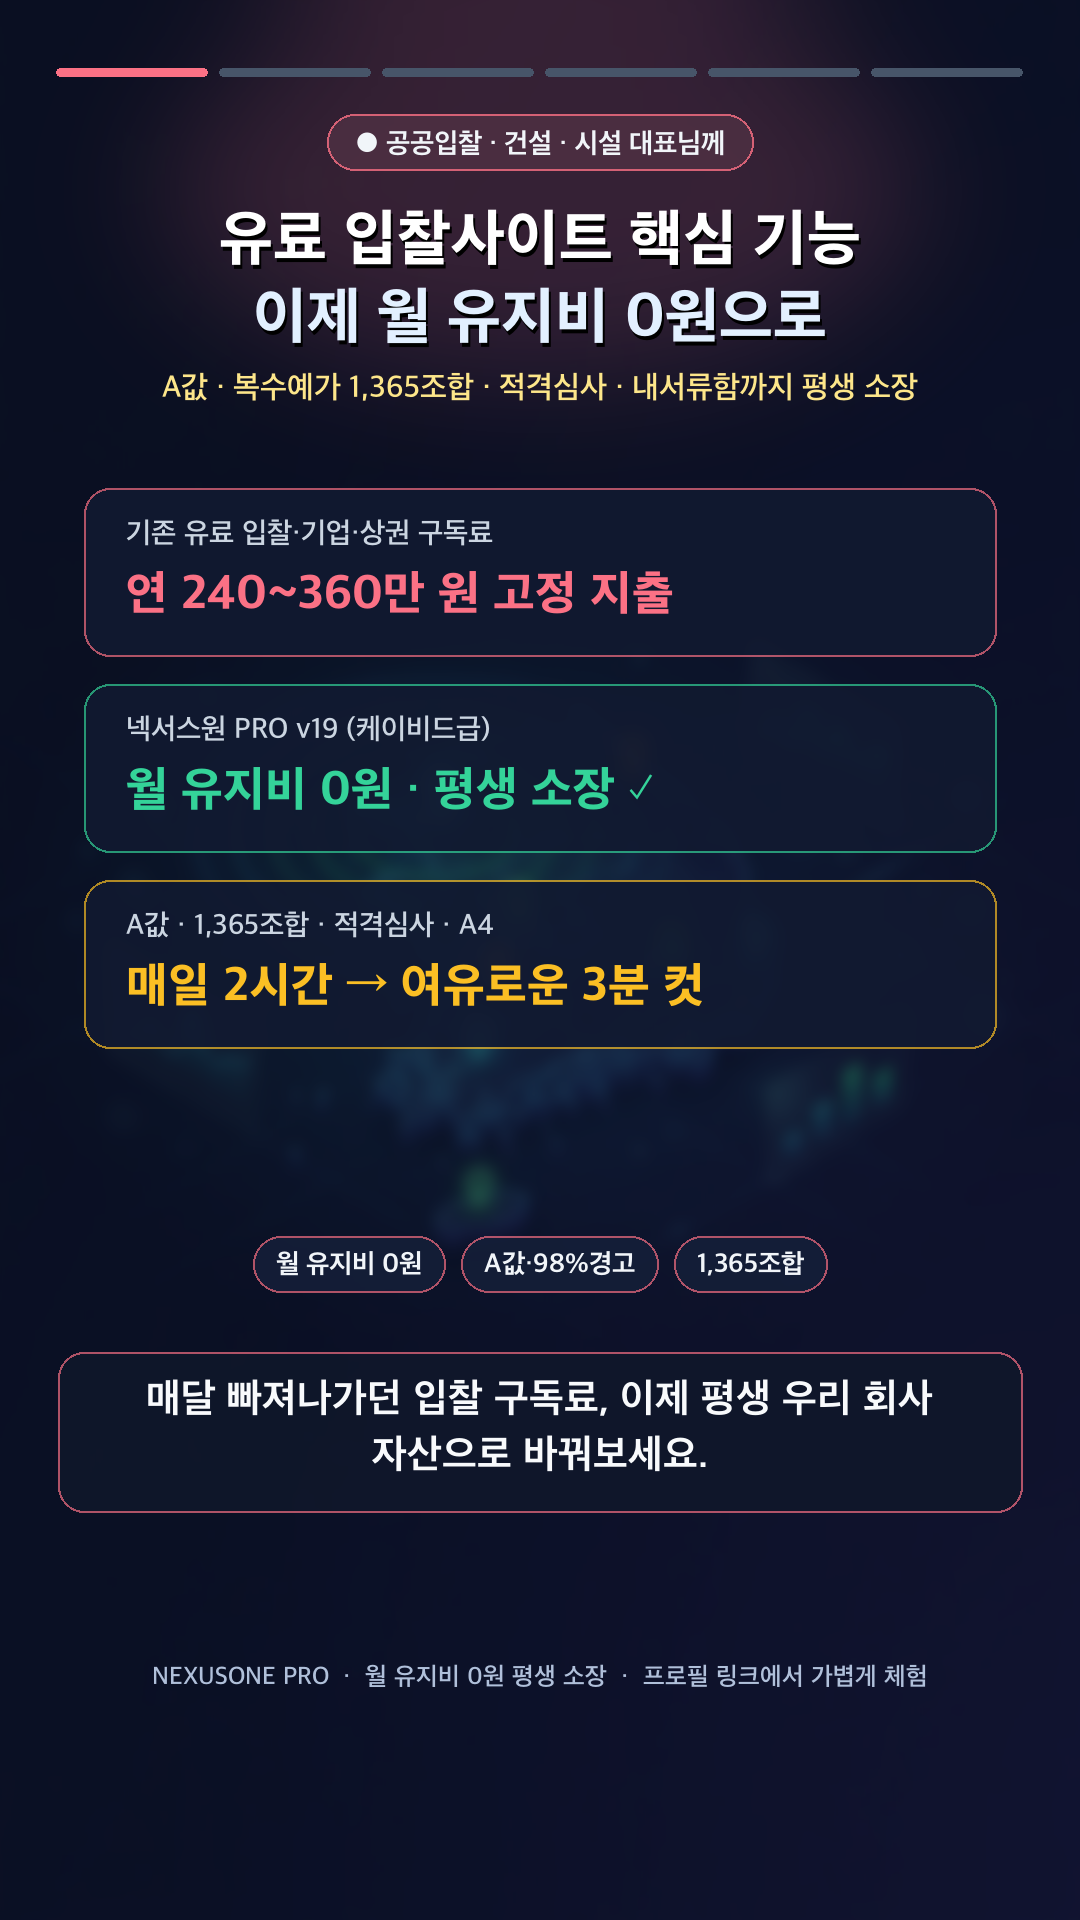 ● 공공입찰 · 건설 · 시설 대표님께
유료 입찰사이트 핵심 기능
이제 월 유지비 0원으로
A값 · 복수예가 1,365조합 · 적격심사 · 내서류함까지 평생 소장
기존 유료 입찰·기업·상권 구독료
연 240~360만 원 고정 지출
넥서스원 PRO v19 (케이비드급)
월 유지비 0원 · 평생 소장 ✓
A값 · 1,365조합 · 적격심사 · A4
매일 2시간 → 여유로운 3분 컷
월 유지비 0원
A값·98%경고
1,365조합
매달 빠져나가던 입찰 구독료, 이제 평생 우리 회사
자산으로 바꿔보세요.
NEXUSONE PRO · 월 유지비 0원 평생 소장 · 프로필 링크에서 가볍게 체험